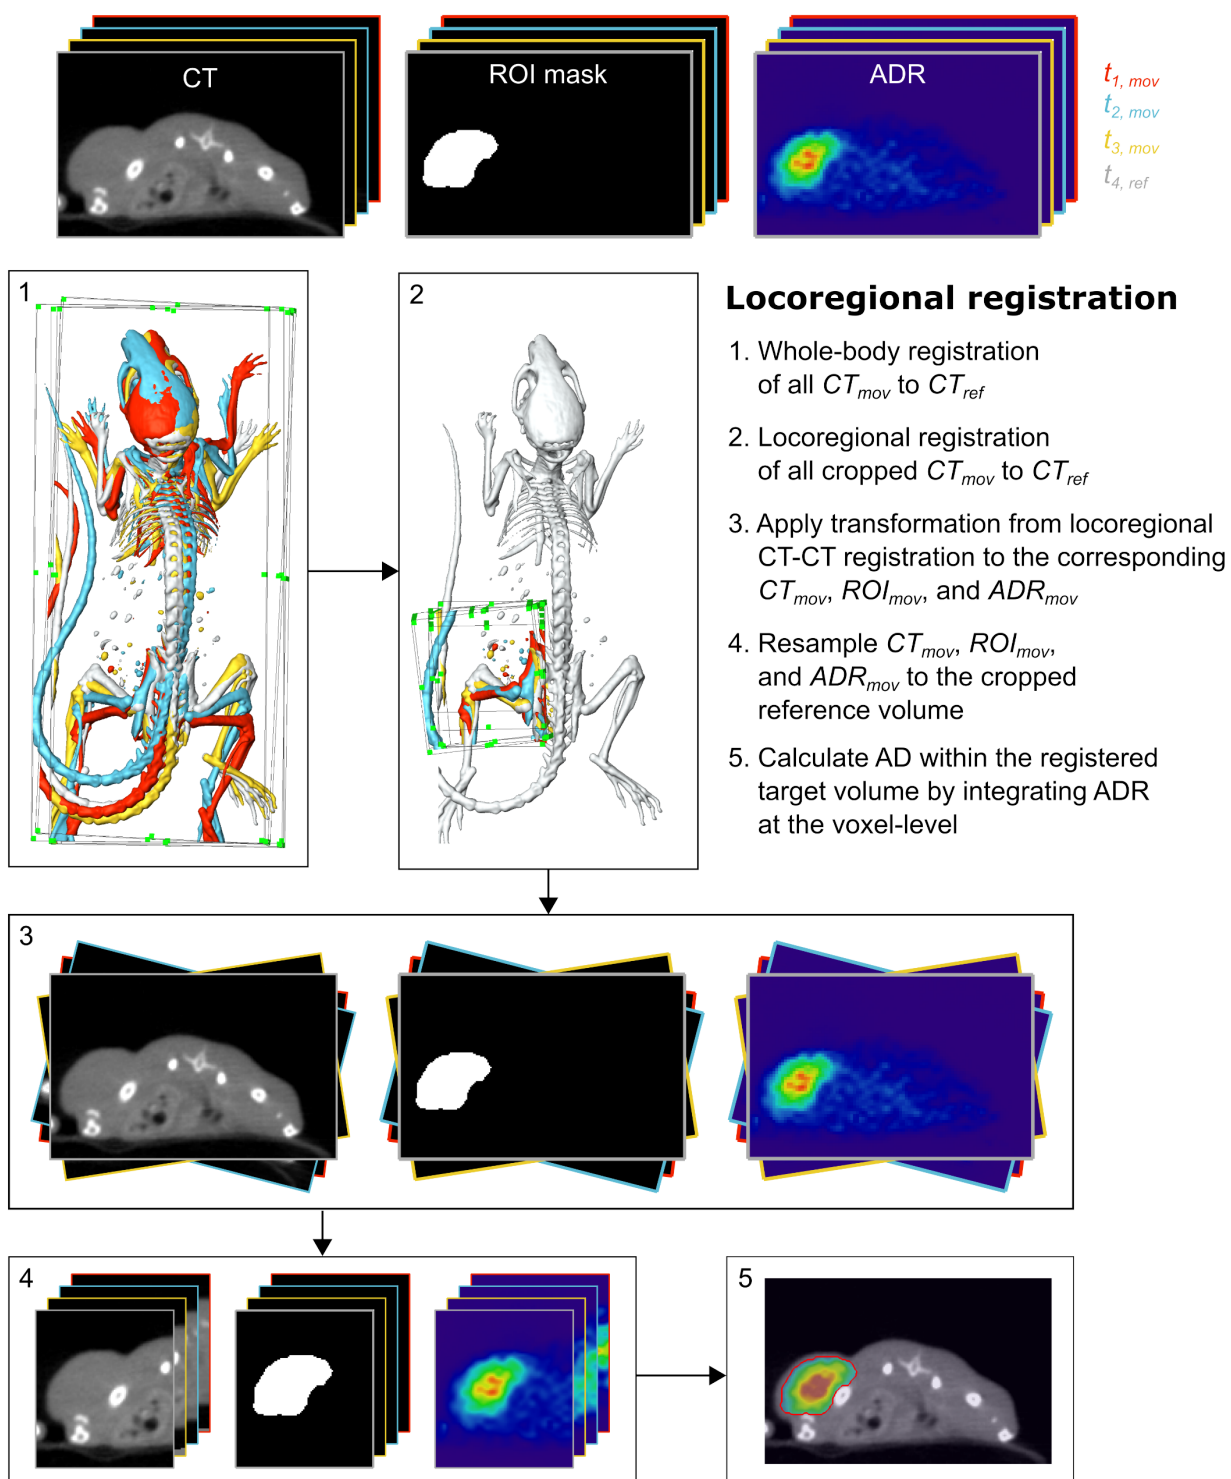 CT
ROI mask
ADR
t1, mov
t2, mov
t3, mov
t4, ref
1
2
Locoregional registration
1. Whole-body registration
of all CTmov to CTref
2. Locoregional registration
of all cropped CTmov to CTref
3. Apply transformation from locoregional
CT-CT registration to the corresponding
CTmov, ROImov, and ADRmov
4. Resample CTmov, ROImov,
and ADRmov to the cropped
reference volume
5. Calculate AD within the registered
target volume by integrating ADR
at the voxel-level
3
4
5